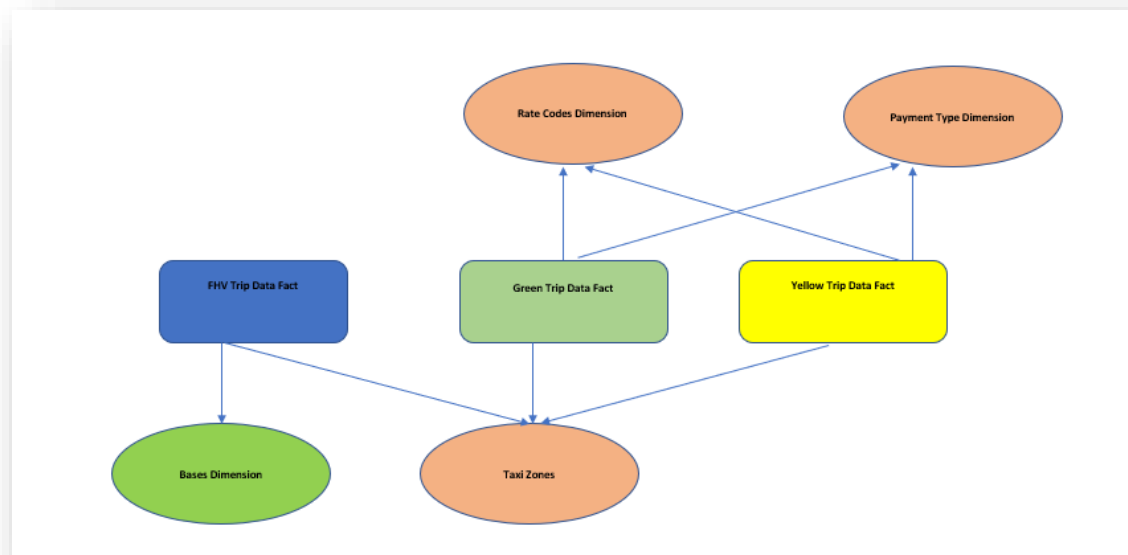 Rate Codes Dimension
Payment Type Dimension
FHV Trip Data Fact
Green Trip Data Fact
Yellow Trip Data Fact
Bases Dimension
Taxi Zones